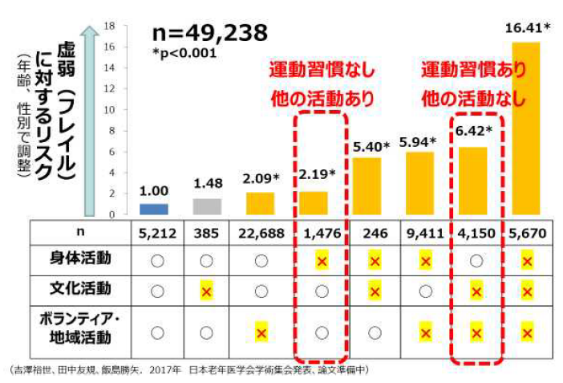 n=49,238
*p<0.001
虚弱（フレイル）
に対するリスク
（年齢、性別で調整）
運動習慣なし
他の活動あり
運動習慣あり
他の活動なし
18
16
14
12
10
8
6
4
2
0
1.00
1.48
2.09*
2.19*
5.40*
5.94*
6.42*
16.41*
n 5,212 385 22,688 1,476 246 9,411 4,150 5,670
身体活動 ○ ○ ○ × × × ○ ×
文化活動 ○ × ○ ○ × ○ × ×
ボランティア・
地域活動 ○ ○ × ○ ○ × × ×
（吉澤裕世、田中友規、飯島勝矢．2017年 日本老年医学会学術集会発表、論文準備中）